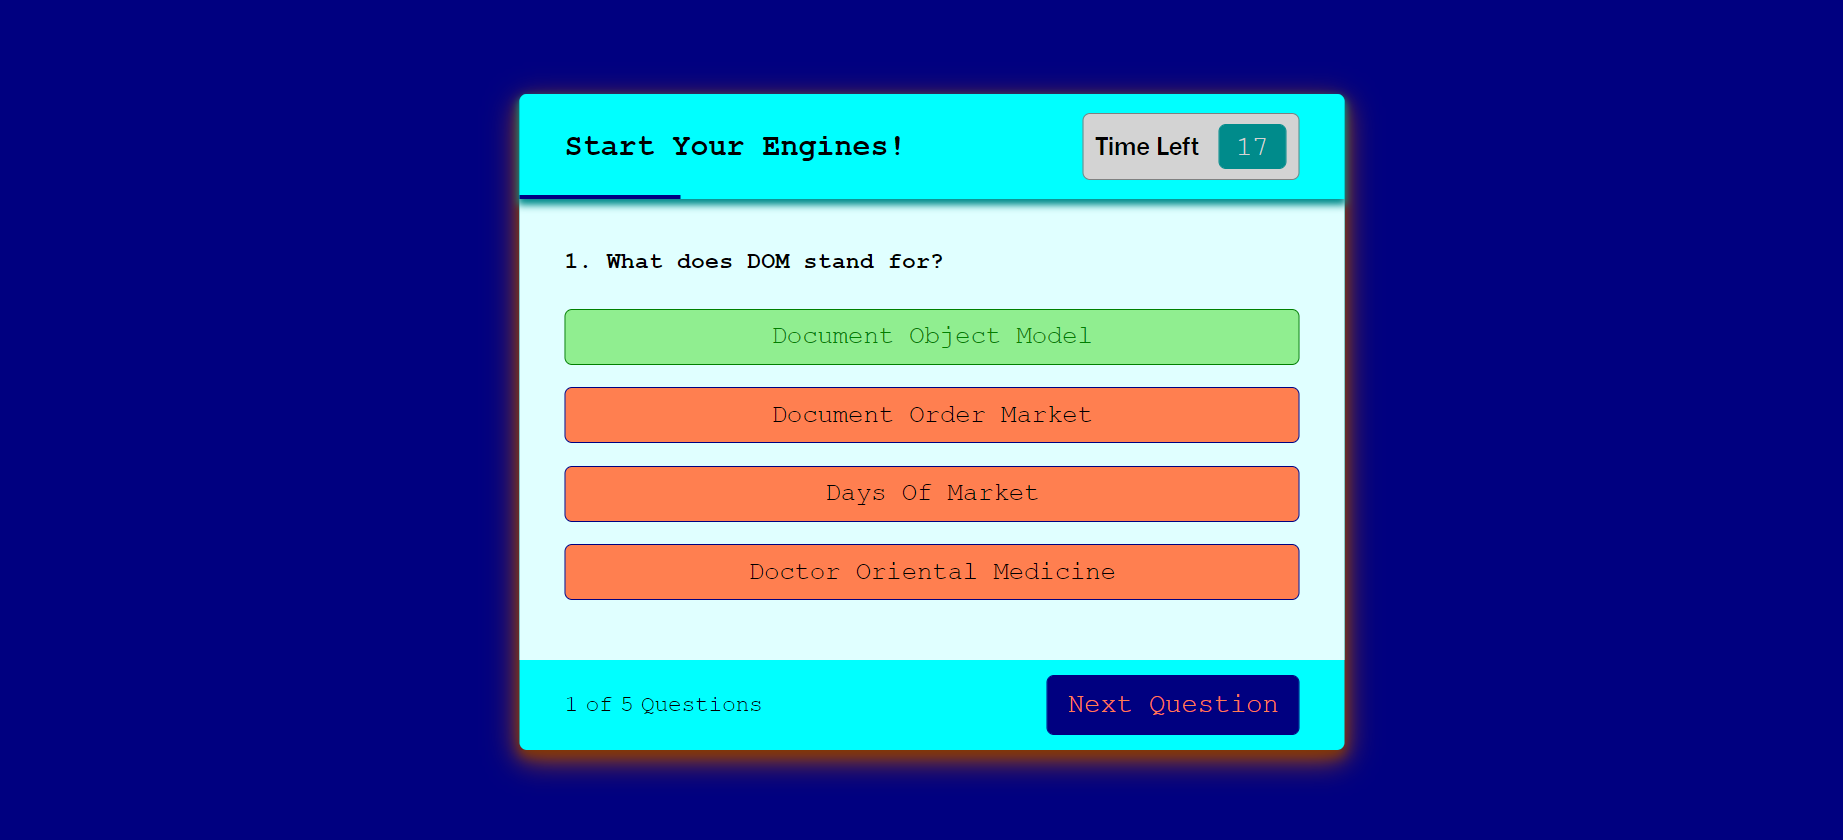 Start Your Engines!
Time Left 17
1. What does DOM stand for?
Document Object Model
Document Order Market
Days Of Market
Doctor Oriental Medicine
1 of 5 Questions
Next Question